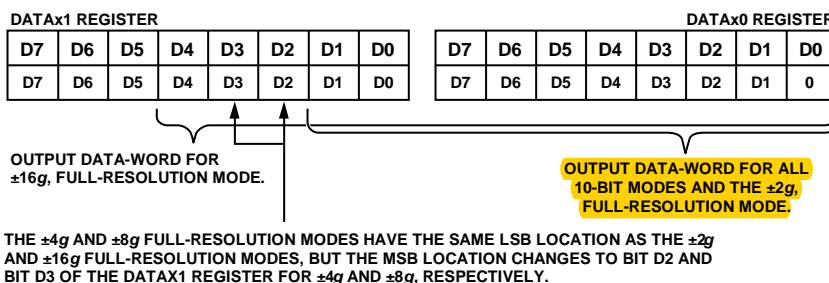 DATAx1 REGISTER
DATAx0 REGISTER
D7 D6 D5 D4 D3 D2 D1 D0
D7 D6 D5 D4 D3 D2 D1 D0
D7 D6 D5 D4 D3 D2 D1 D0
D7 D6 D5 D4 D3 D2 D1 0
OUTPUT DATA-WORD FOR
±16g, FULL-RESOLUTION MODE.
OUTPUT DATA-WORD FOR ALL
10-BIT MODES AND THE ±2g,
FULL-RESOLUTION MODE.
THE ±4g AND ±8g FULL-RESOLUTION MODES HAVE THE SAME LSB LOCATION AS THE ±2g
AND ±16g FULL-RESOLUTION MODES, BUT THE MSB LOCATION CHANGES TO BIT D2 AND
BIT D3 OF THE DATAX1 REGISTER FOR ±4g AND ±8g, RESPECTIVELY.